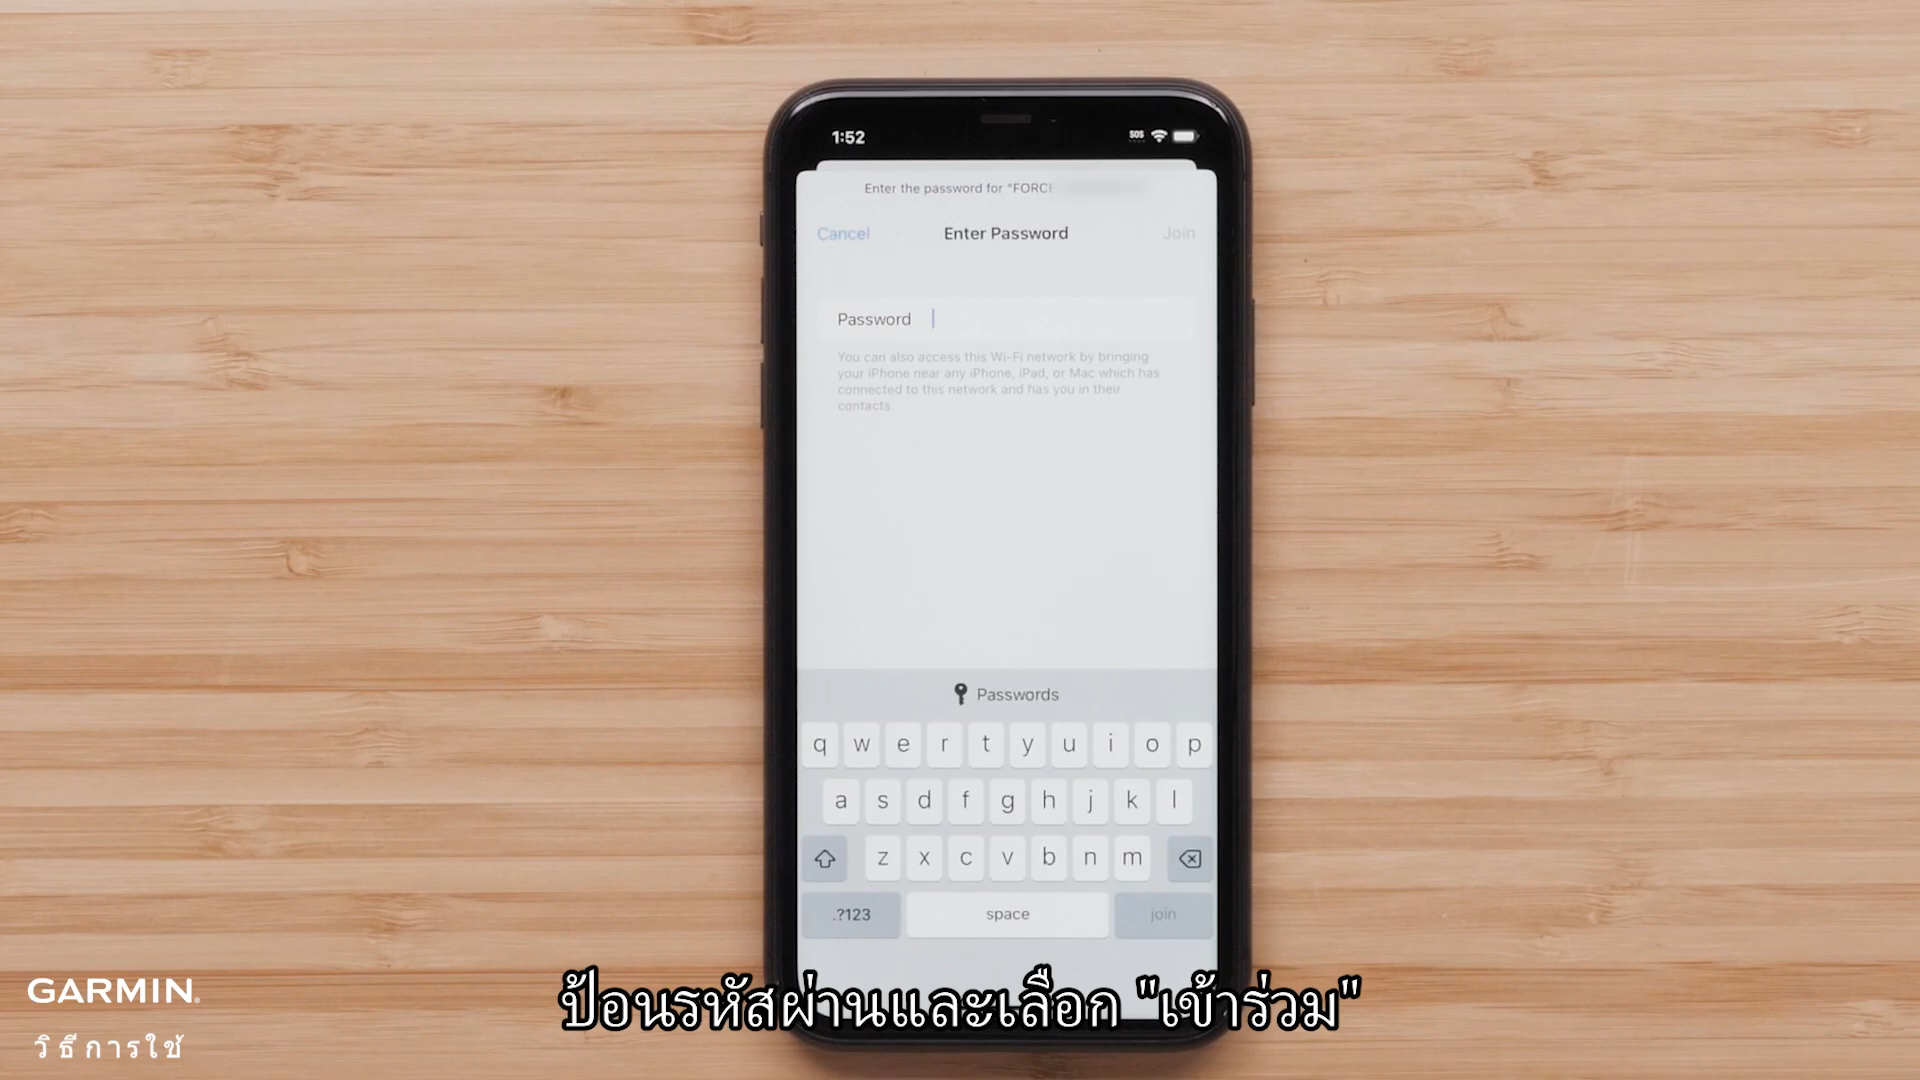 1:52
SOS
Enter the password for "FORCE
Cancel
Enter Password
Join
Password
You can also access this Wi-Fi network by bringing
your iPhone near any iPhone, iPad, or Mac which has
connected to this network and has you in their
contacts.
Passwords
q w e r t y u i o p
a s d f g h j k l
z x c v b n m
.?123
space
join
GARMIN
วิธีการใช้
ป้อนรหัสผ่านและเลือก "เข้าร่วม"